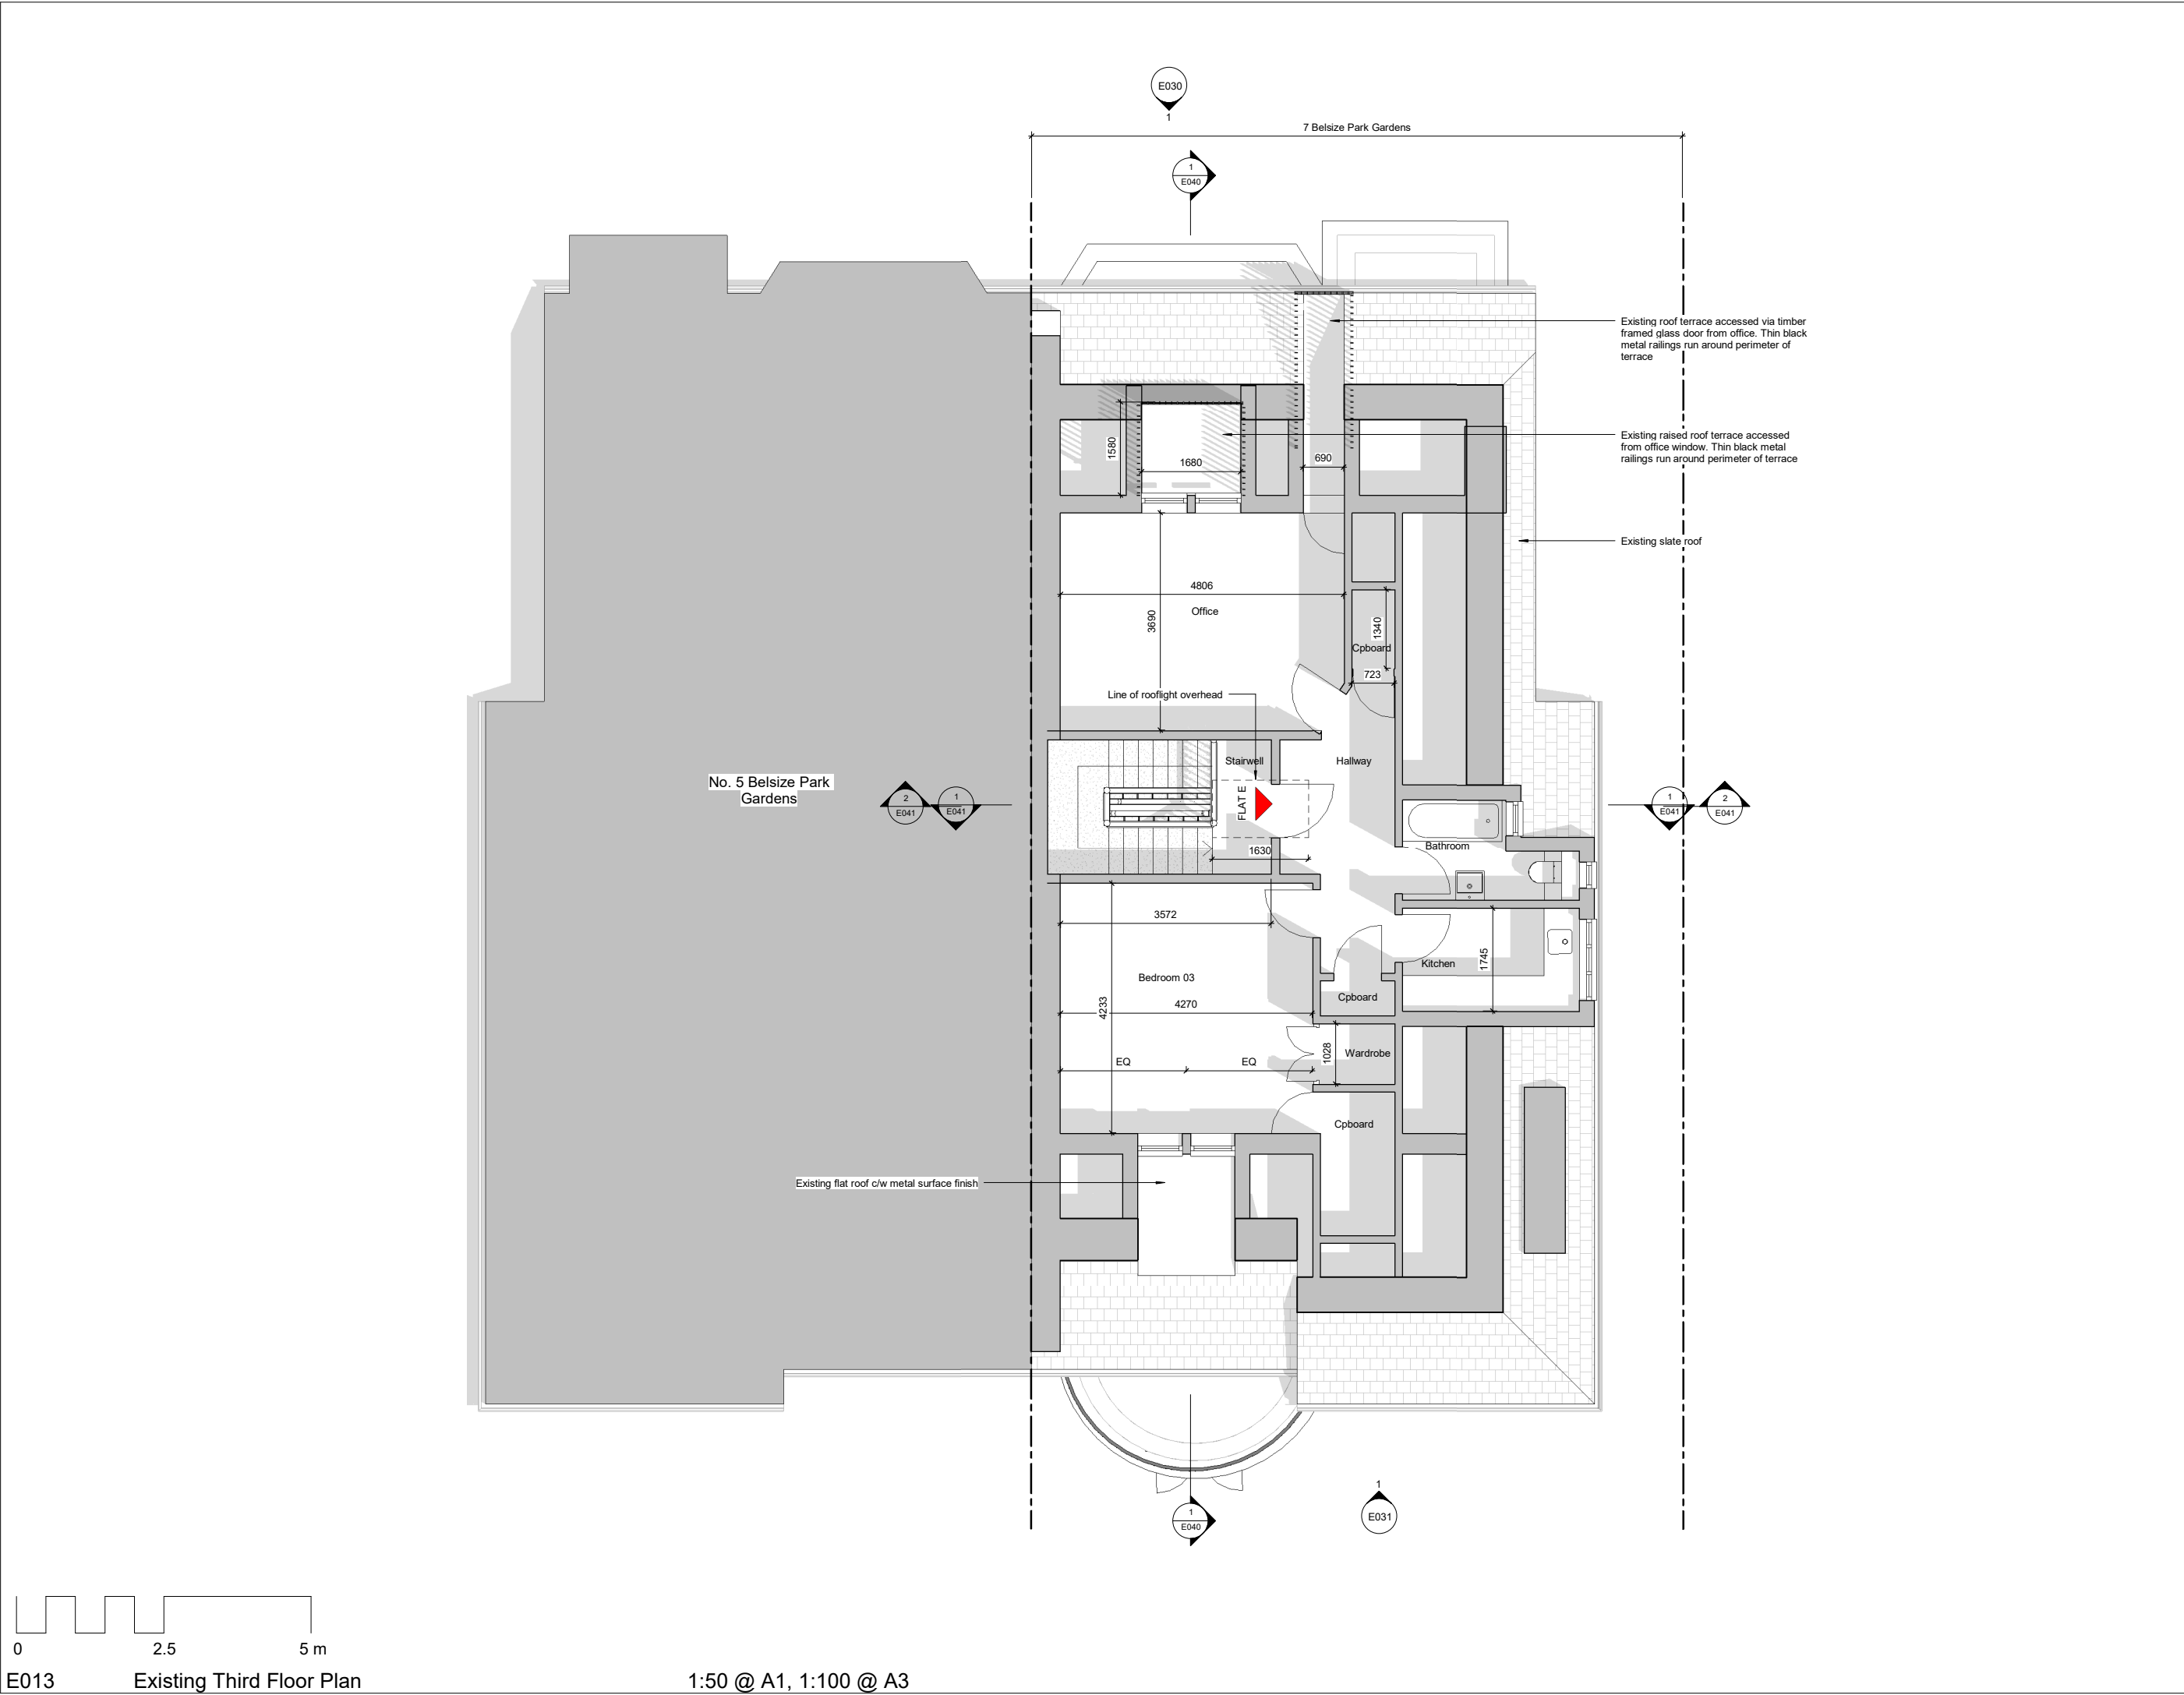 E030
1
7 Belsize Park Gardens
1
E040
Existing roof terrace accessed via timber
framed glass door from office. Thin black
metal railings run around perimeter of
terrace
Existing raised roof terrace accessed
from office window. Thin black metal
railings run around perimeter of terrace
1580
1680
690
Existing slate roof
4806
Office
3690
1340
Cpboard
723
Line of rooflight overhead
Stairwell
Hallway
No. 5 Belsize Park
Gardens
2
E041
1
E041
FLAT E
1
E041
2
E041
1630
Bathroom
3572
Bedroom 03
4233
4270
Kitchen
1745
Cpboard
EQ
EQ
1028
Wardrobe
Cpboard
Existing flat roof c/w metal surface finish
1
E040
1
E031
0
2.5
5 m
E013
Existing Third Floor Plan
1:50 @ A1, 1:100 @ A3